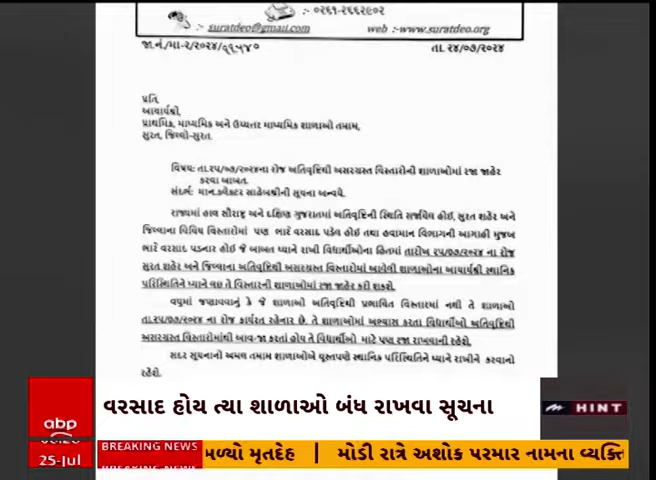 :- ૦૨૬૧-૨૬૬૨૯૦૨
:- suratdeo@gmail.com web :-www.suratdeo.org
જા.નં./મા-૨/૨૦૨૪/૨૧૫૪૦ તા.૨૪/૦૭/૨૦૨૪
પ્રતિ,
આચાર્યશ્રી,
પ્રાથમિક, માધ્યમિક અને ઉચ્ચતર માધ્યમિક શાળાઓ તમામ,
સુરત, જિલ્લો-સુરત.
વિષય: તા.૨૫/૦૭/૨૦૨૪ના રોજ અતિવૃષ્ટિની અસરગ્રસ્ત વિસ્તારોની શાળાઓમાં રજા જાહેર
કરવા બાબત.
સંદર્ભ: માન.કલેક્ટર સાહેબશ્રીની સૂચના અન્વયે.
રાજ્યમાં હાલ સૌરાષ્ટ્ર અને દક્ષિણ ગુજરાતમાં અતિવૃષ્ટિની સ્થિતિ સર્જાયેલ હોઇ, સુરત શહેર અને
જિલ્લાના વિવિધ વિસ્તારોમાં પણ ભારે વરસાદ પડેલ હોઇ તથા હવામાન વિભાગની આગાહી મુજબ
ભારે વરસાદ પડનાર હોઇ જે બાબત ધ્યાને રાખી વિદ્યાર્થીઓના હિતમાં તારીખ ૨૫/૦૭/૨૦૨૪ ના રોજ
સુરત શહેર અને જિલ્લાના અતિવૃષ્ટિ અસરગ્રસ્ત વિસ્તારોમાં આવેલી શાળાઓના આચાર્યશ્રી સ્થાનિક
પરિસ્થિતિને ધ્યાને લઇ તે વિસ્તારની શાળાઓમાં રજા જાહેર કરી શકશે.
વધુમાં જણાવવાનું કે જે શાળાઓ અતિવૃષ્ટિથી પ્રભાવિત વિસ્તારમાં નથી તે શાળાઓ
તા.૨૫/૦૭/૨૦૨૪ ના રોજ કાર્યરત રહેનાર છે. તે શાળાઓમાં અભ્યાસ કરતા વિદ્યાર્થીઓ અતિવૃષ્ટિથી
અસરગ્રસ્ત વિસ્તારોમાંથી આવ-જા કરતાં હોય તે વિદ્યાર્થીઓ માટે પણ રજા રાખવાની રહેશે.
સદર સૂચનાનો અમલ તમામ શાળાઓએ ચૂસ્તપણે સ્થાનિક પરિસ્થિતિને ધ્યાને રાખીને કરવાનો
રહેશે.
abp
25-Jul
વરસાદ હોય ત્યા શાળાઓ બંધ રાખવા સૂચના
HINT
BREAKING NEWS
મળ્યો મૃતદેહ | મોડી રાત્રે અશોક પરમાર નામના વ્યક્તિ